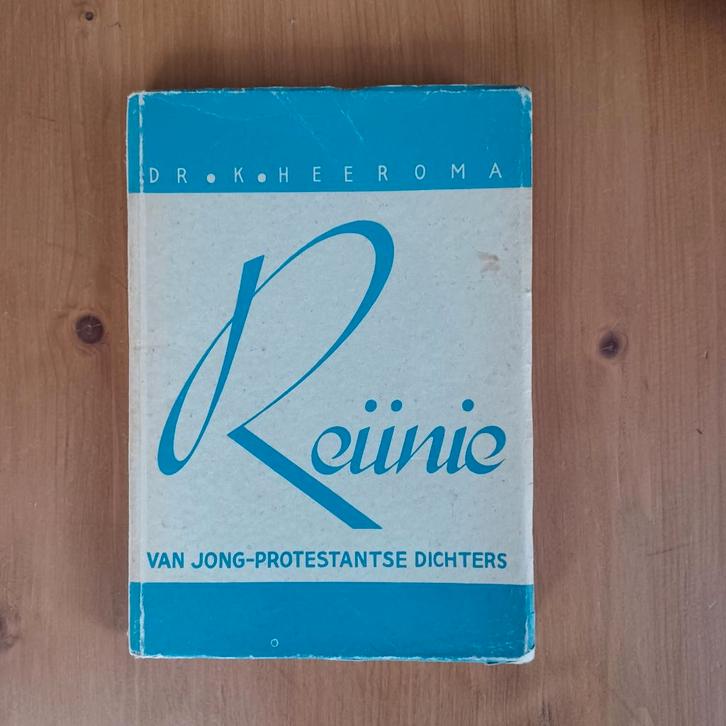 DR • K • HEEROMA
Reünie
VAN JONG-PROTESTANTSE DICHTERS